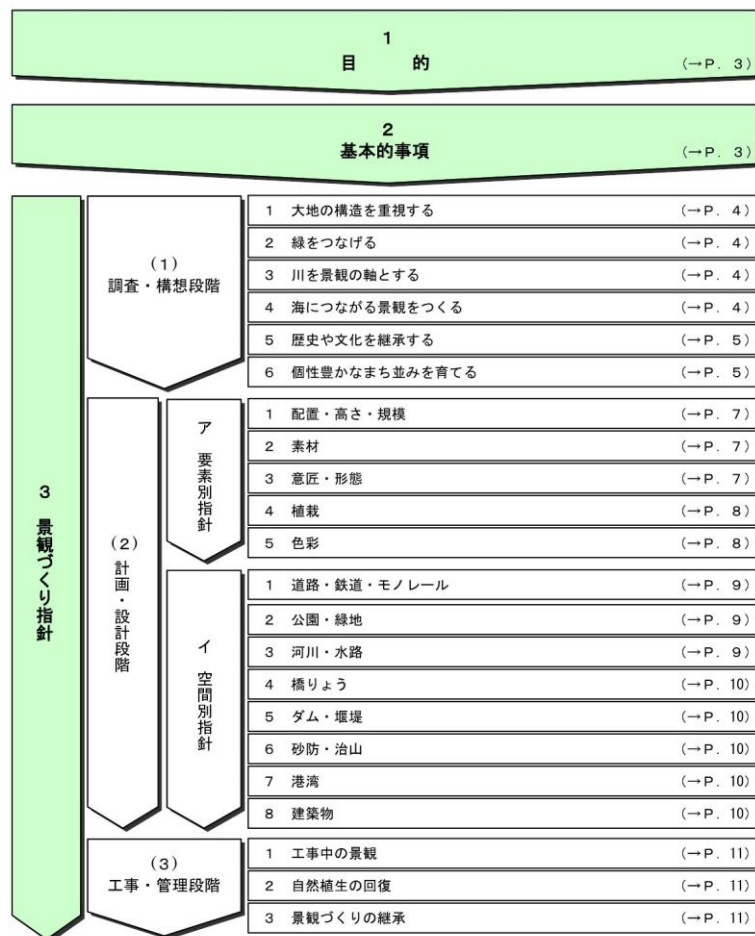 1
目　的 (→P. 3)
2
基本的事項 (→P. 3)
3 景観づくり指針
(1)
調査・構想段階
1 大地の構造を重視する (→P. 4)
2 緑をつなげる (→P. 4)
3 川を景観の軸とする (→P. 4)
4 海につながる景観をつくる (→P. 4)
5 歴史や文化を継承する (→P. 5)
6 個性豊かなまち並みを育てる (→P. 5)
(2)
計画・設計段階
ア 要素別指針
1 配置・高さ・規模 (→P. 7)
2 素材 (→P. 7)
3 意匠・形態 (→P. 7)
4 植栽 (→P. 8)
5 色彩 (→P. 8)
イ 空間別指針
1 道路・鉄道・モノレール (→P. 9)
2 公園・緑地 (→P. 9)
3 河川・水路 (→P. 9)
4 橋りょう (→P. 10)
5 ダム・堰堤 (→P. 10)
6 砂防・治山 (→P. 10)
7 港湾 (→P. 10)
8 建築物 (→P. 10)
(3)
工事・管理段階
1 工事中の景観 (→P. 11)
2 自然植生の回復 (→P. 11)
3 景観づくりの継承 (→P. 11)